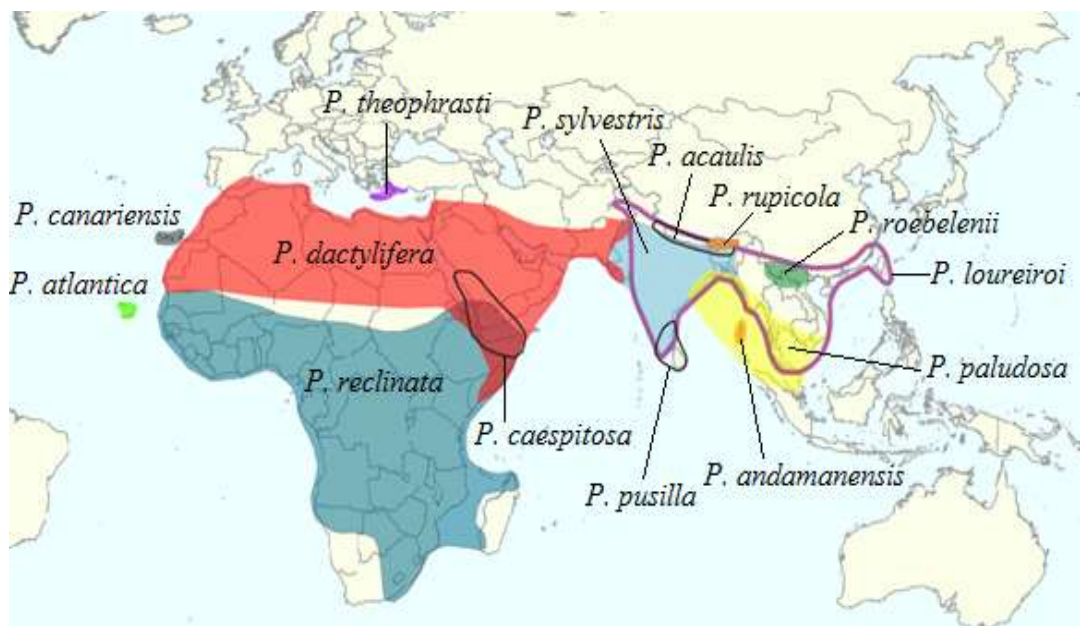 P. theophrasti
P. sylvestris
P. acaulis
P. rupicola
P. canariensis
P. roebelenii
P. dactylifera
P. loureiroi
P. atlantica
P. paludosa
P. reclinata
P. caespitosa
P. andamanensis
P. pusilla